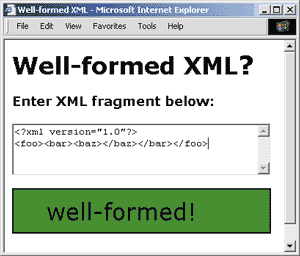 Well-formed XML - Microsoft Internet Explorer
File Edit View Favorites Tools Help
Well-formed XML?
Enter XML fragment below:
<?xml version="1.0"?>
<foo><bar><baz></baz></bar></foo>
well-formed!